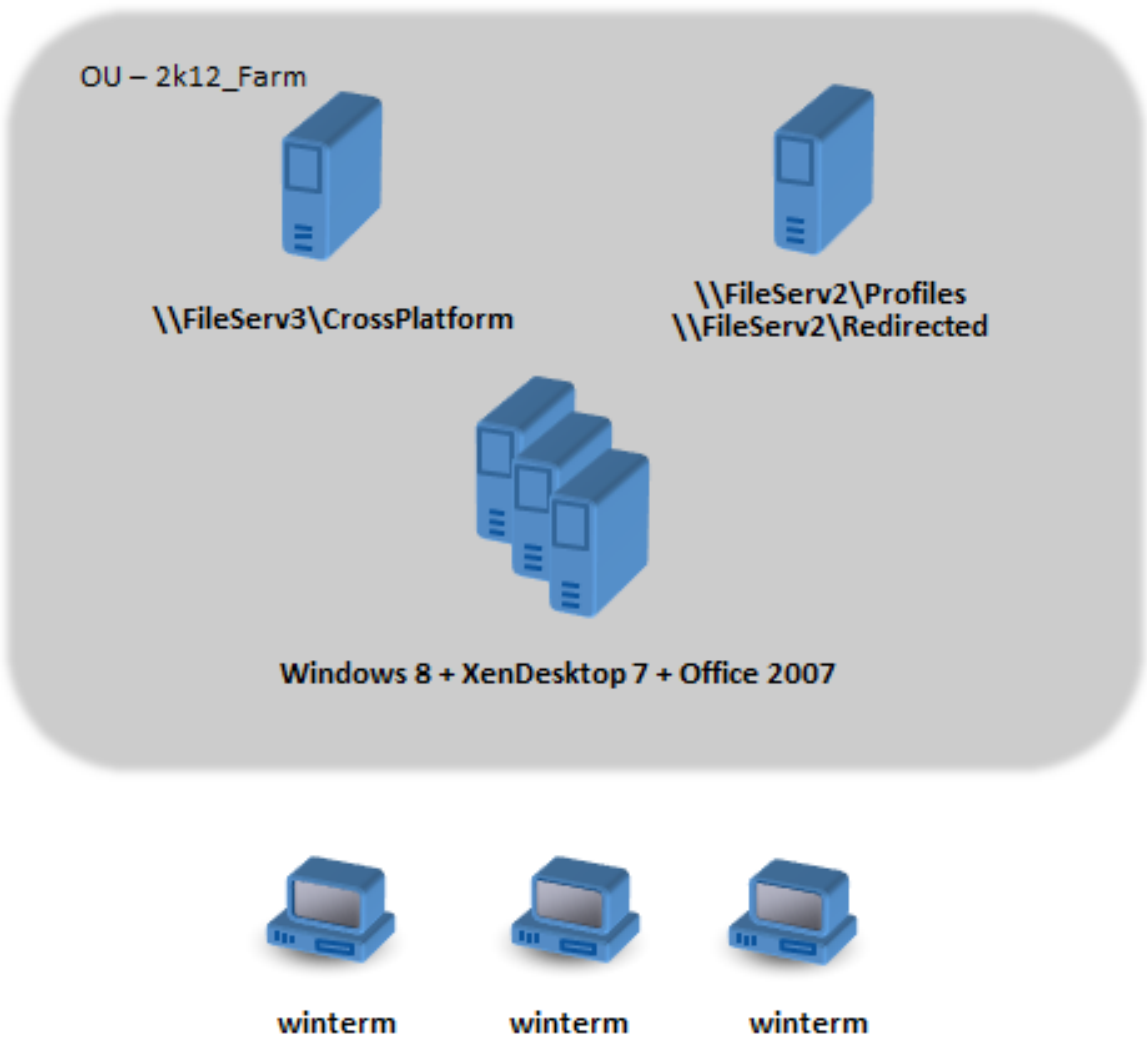 OU – 2k12_Farm
\\FileServ3\CrossPlatform
\\FileServ2\Profiles
\\FileServ2\Redirected
Windows 8 + XenDesktop 7 + Office 2007
winterm
winterm
winterm